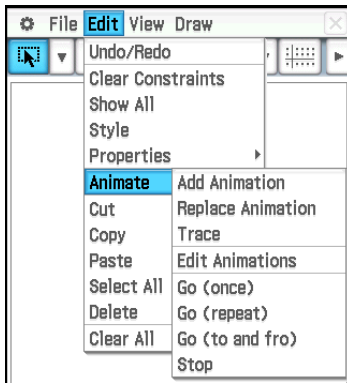 File Edit View Draw
Undo/Redo
Clear Constraints
Show All
Style
Properties
Animate
Cut
Copy
Paste
Select All
Delete
Clear All
Add Animation
Replace Animation
Trace
Edit Animations
Go (once)
Go (repeat)
Go (to and fro)
Stop